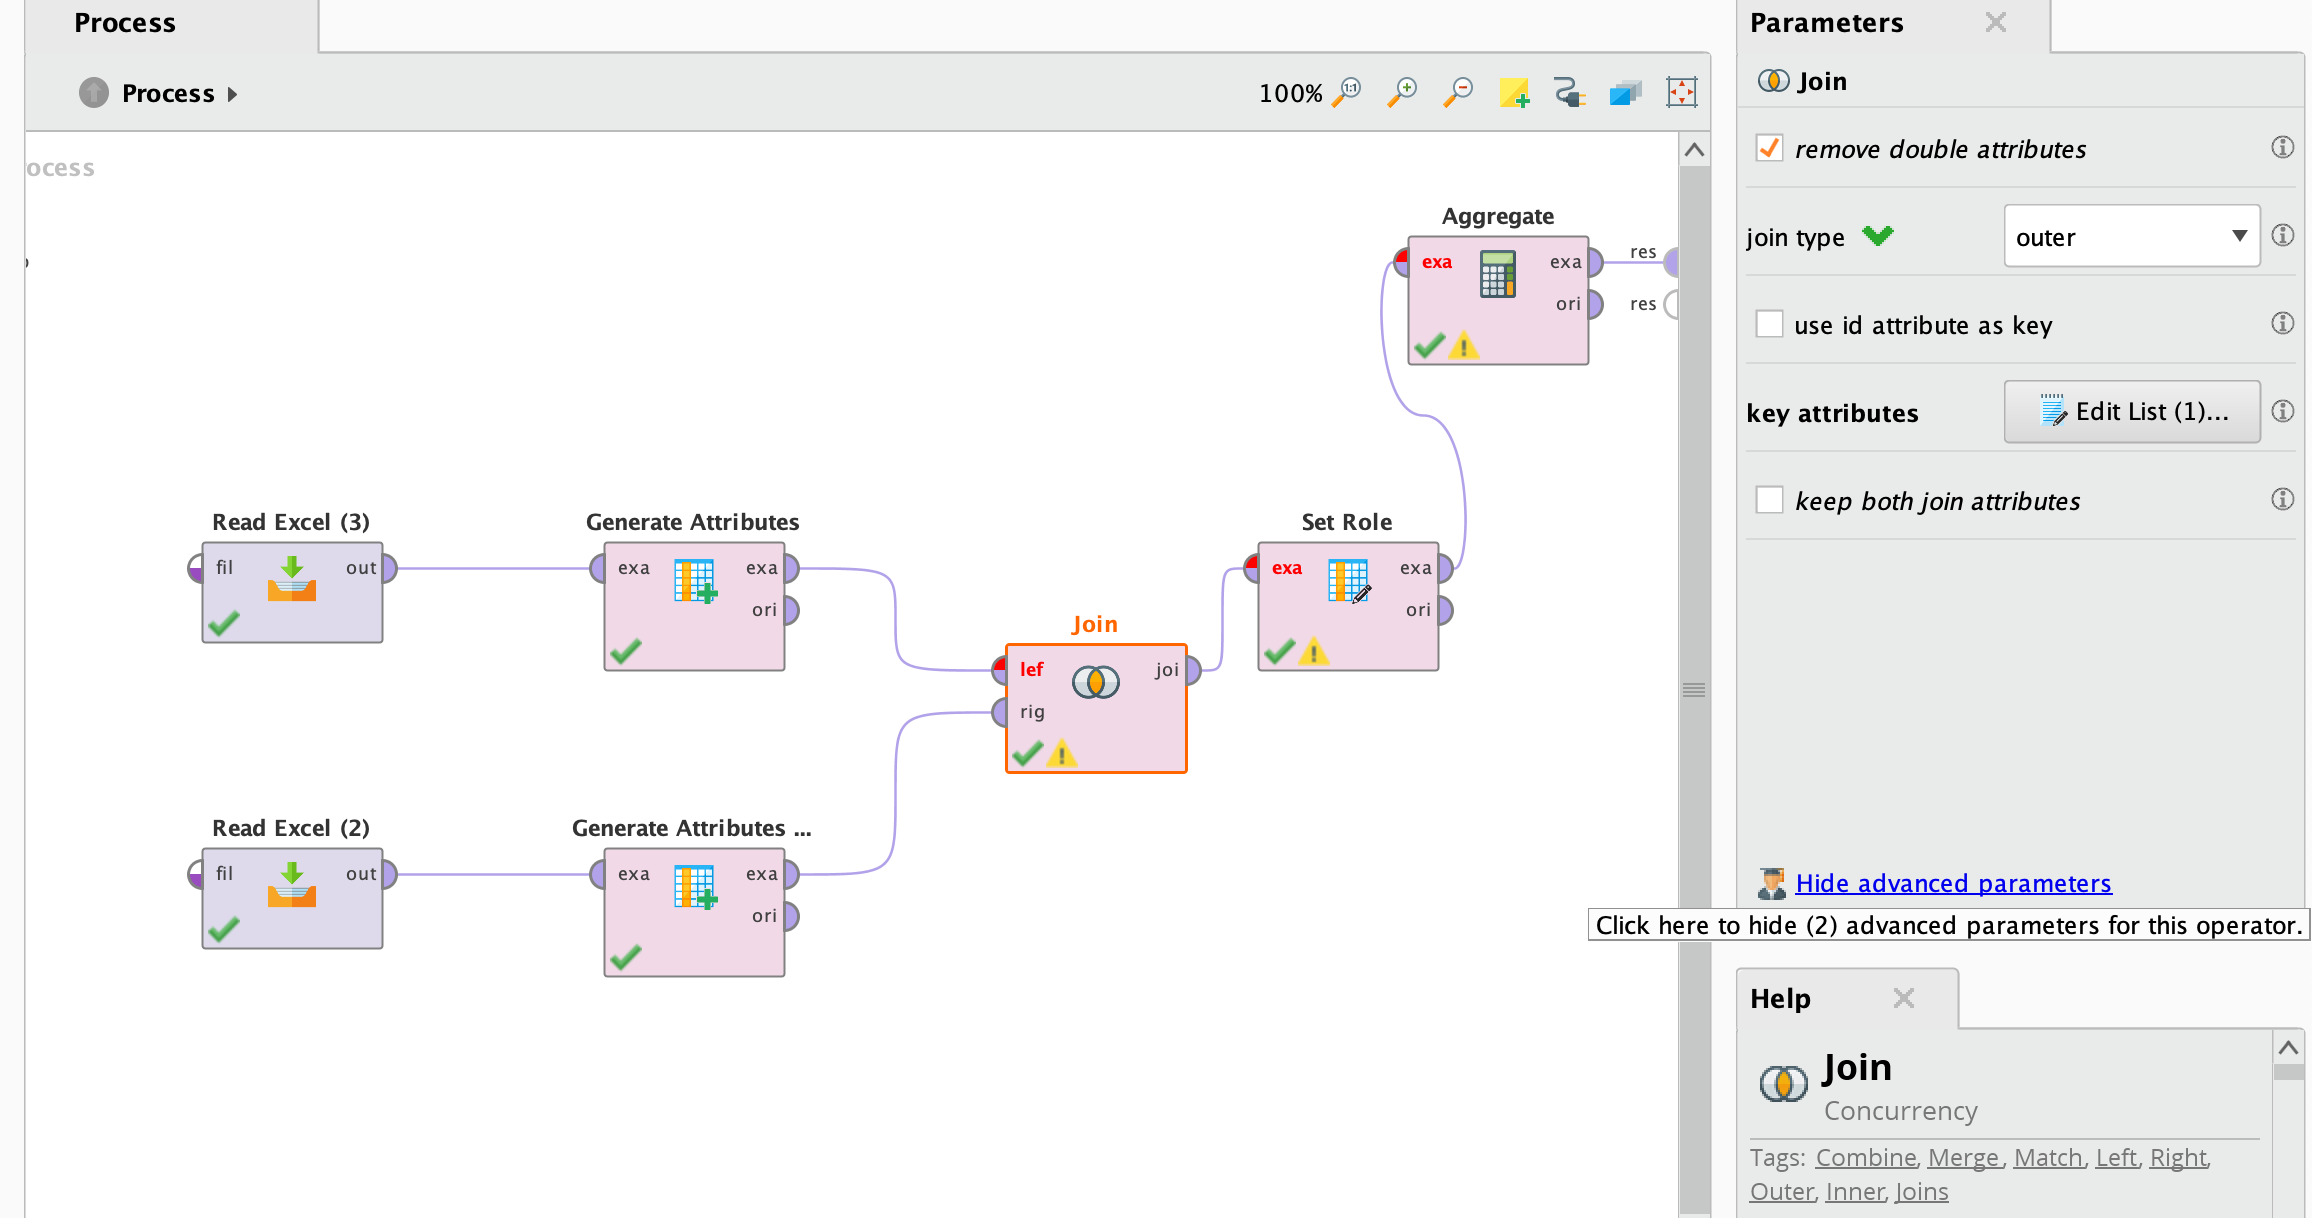 Process
Process
100%
1:1
ocess
Aggregate
exa
exa
ori
res
res
Read Excel (3)
fil
out
Generate Attributes
exa
exa
ori
Join
lef
rig
joi
Set Role
exa
exa
ori
Read Excel (2)
fil
out
Generate Attributes ...
exa
exa
ori
Parameters
Join
remove double attributes
join type
outer
use id attribute as key
key attributes
Edit List (1)...
keep both join attributes
Hide advanced parameters
Click here to hide (2) advanced parameters for this operator.
Help
Join
Concurrency
Tags: Combine, Merge, Match, Left, Right,
Outer, Inner, Joins